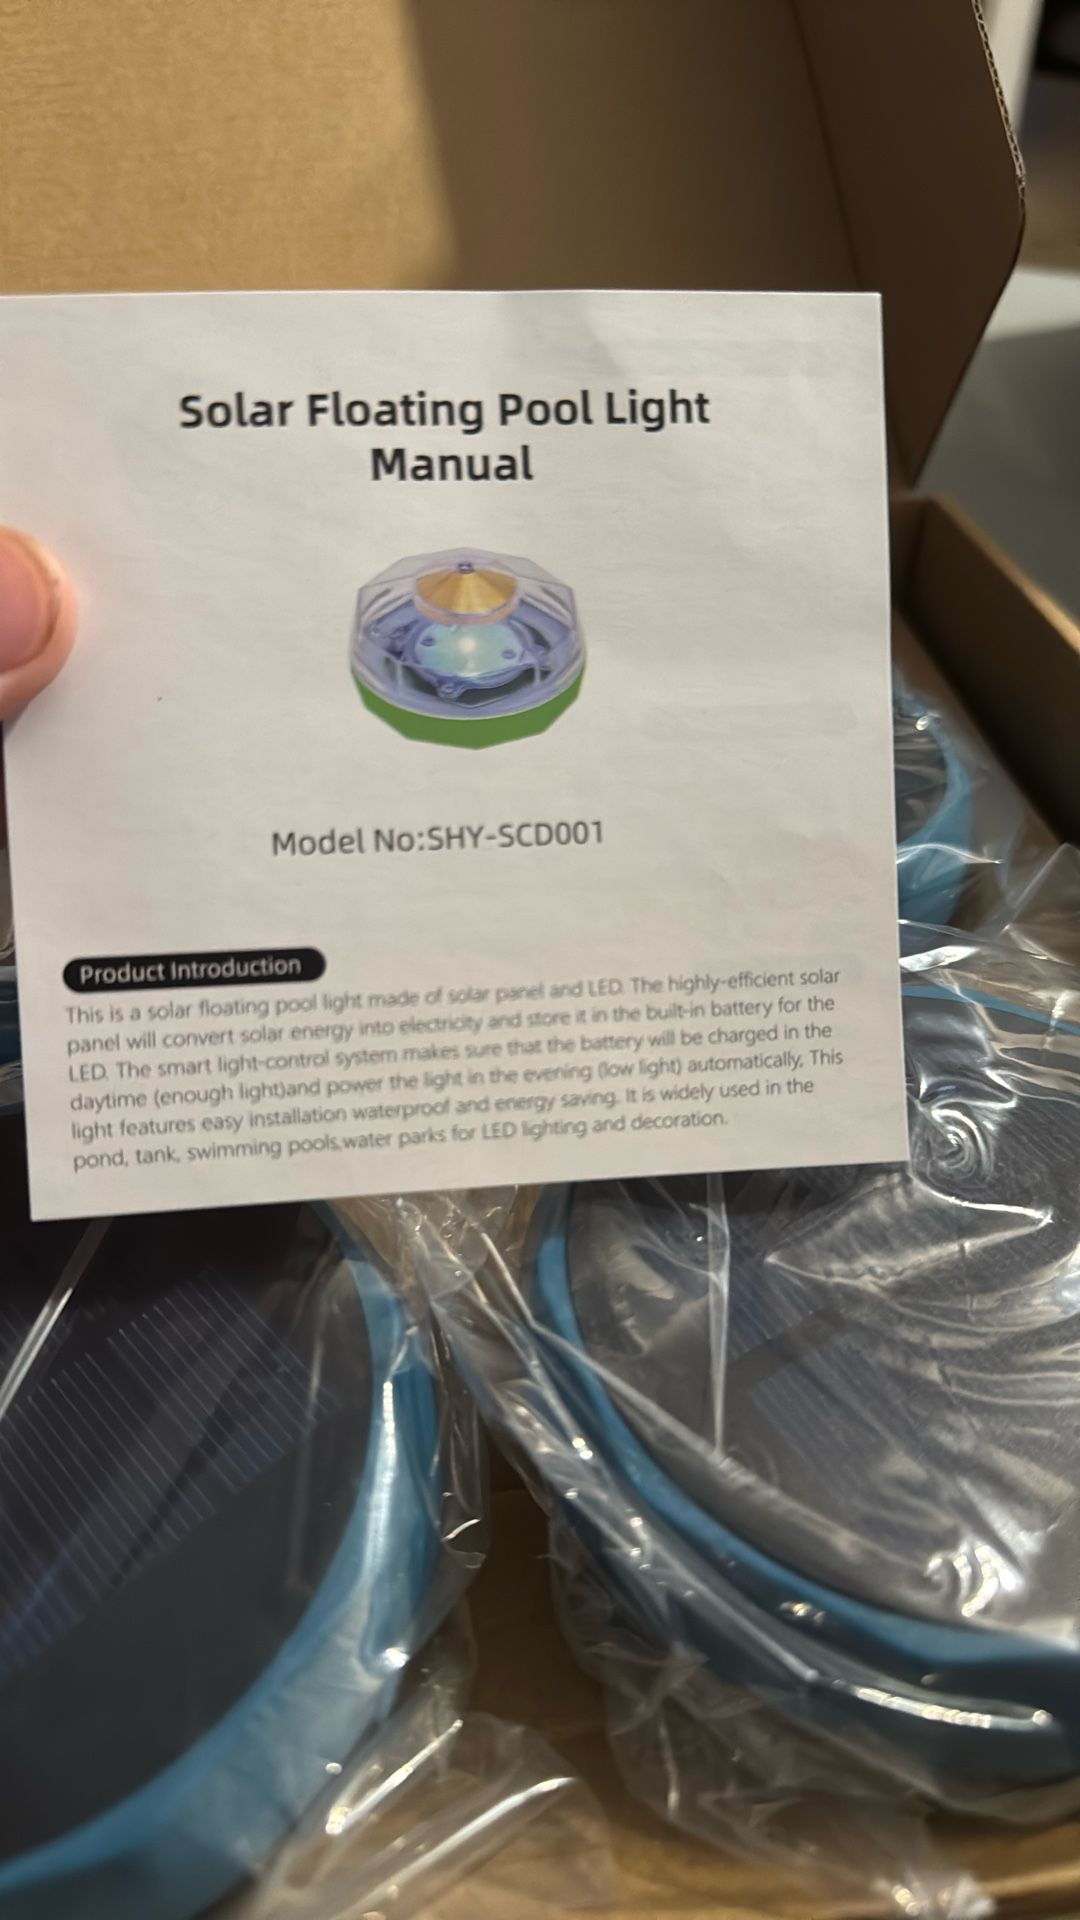 Solar Floating Pool Light
Manual
Model No:SHY-SCD001
Product Introduction
This is a solar floating pool light made of solar panel and LED. The highly-efficient solar
panel will convert solar energy into electricity and store it in the built-in battery for the
LED. The smart light-control system makes sure that the battery will be charged in the
daytime (enough light)and power the light in the evening (low light) automatically, This
light features easy installation waterproof and energy saving. It is widely used in the
pond, tank, swimming pools,water parks for LED lighting and decoration.